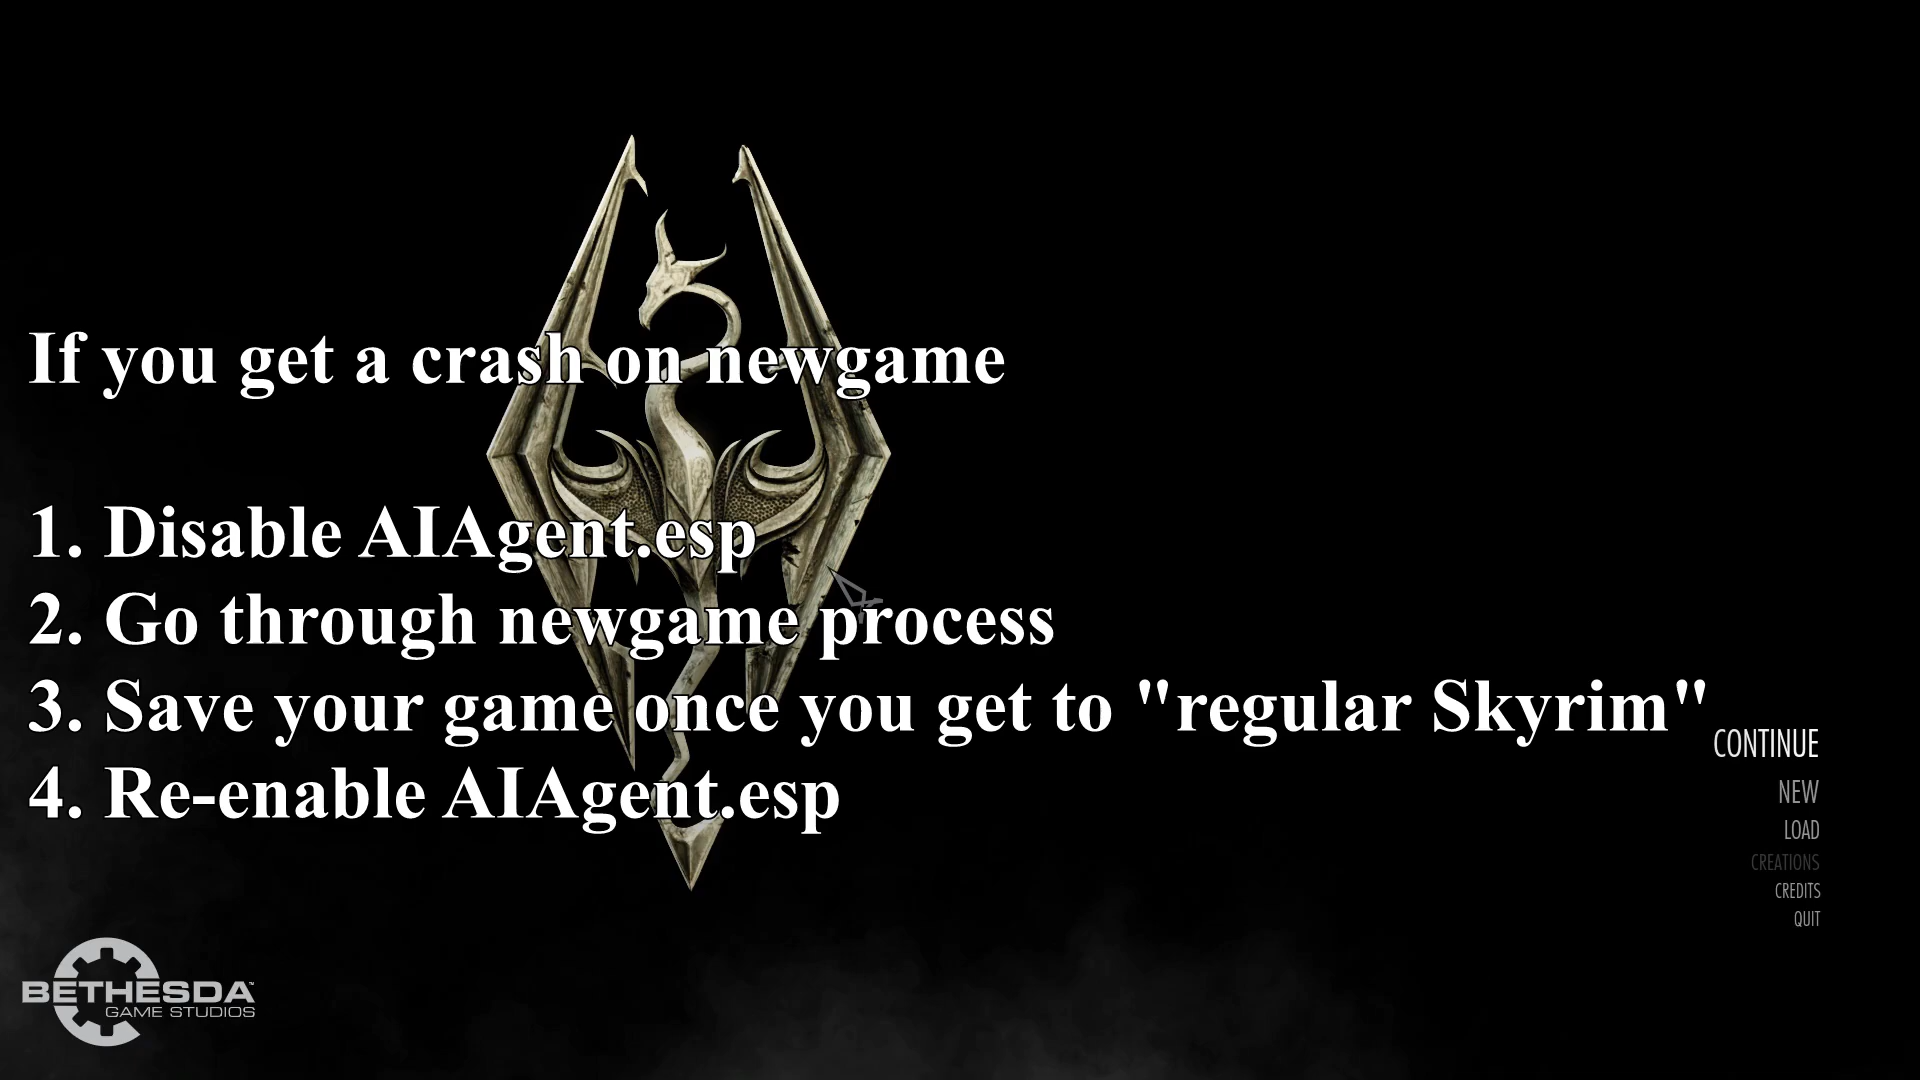 If you get a crash on newgame
1. Disable AIAgent.esp
2. Go through newgame process
3. Save your game once you get to "regular Skyrim"
4. Re-enable AIAgent.esp
CONTINUE
NEW
LOAD
CREATIONS
CREDITS
QUIT
BETHESDA™
GAME STUDIOS